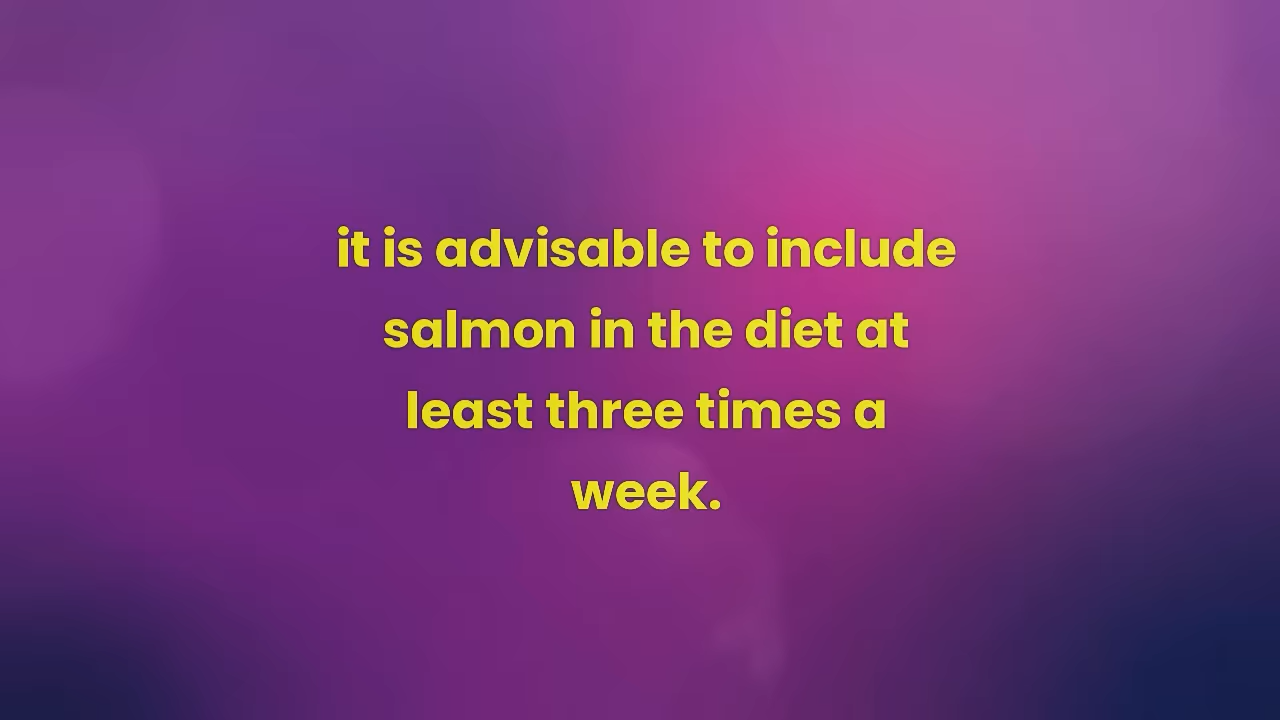 it is advisable to include
salmon in the diet at
least three times a
week.